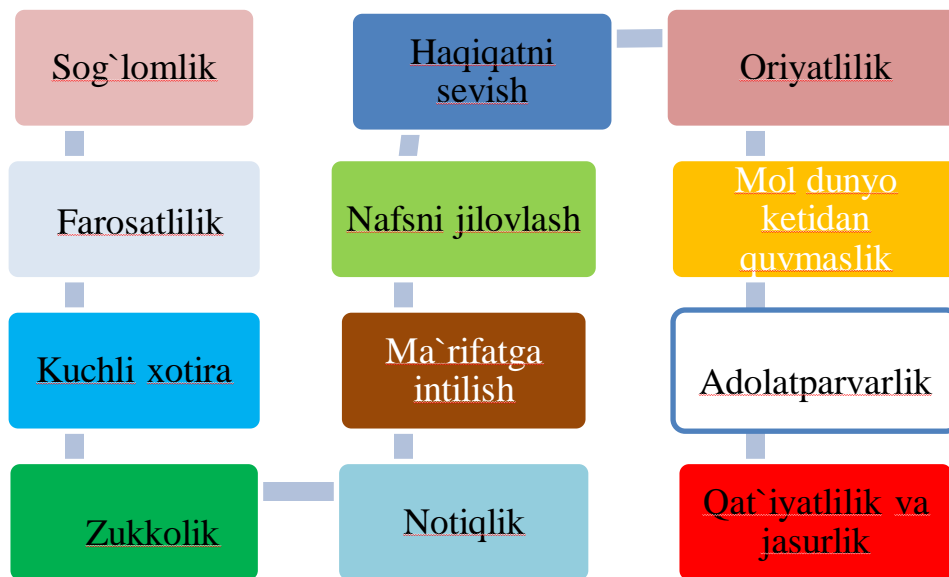 Sog`lomlik
Farosatlilik
Kuchli xotira
Zukkolik
Notiqlik
Ma`rifatga
intilish
Nafsni jilovlash
Haqiqatni
sevish
Oriyatlilik
Mol dunyo
ketidan
quvmaslik
Adolatparvarlik
Qat`iyatlilik va
jasurlik